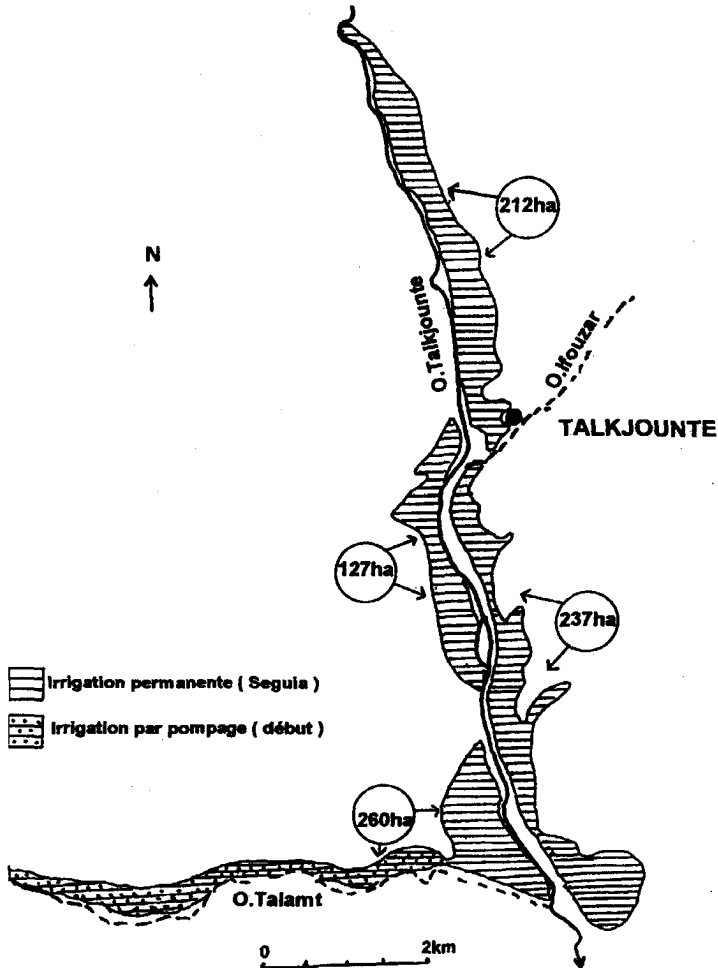 212ha
N
O.Talkjounte
O.Ifouzar
TALKJOUNTE
127ha
237ha
Irrigation permanente ( Seguia )
Irrigation par pompage ( début )
260ha
O.Talamt
0 2km